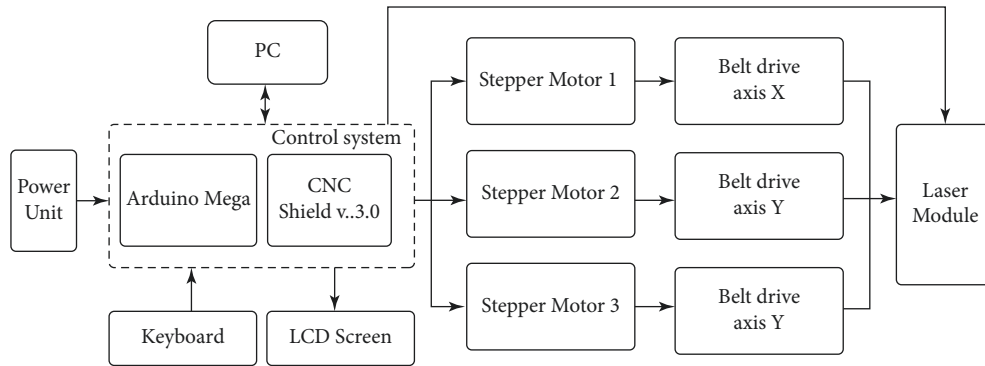 PC
Control system
Power
Unit
Arduino Mega
CNC
Shield v..3.0
Keyboard
LCD Screen
Stepper Motor 1
Belt drive
axis X
Stepper Motor 2
Belt drive
axis Y
Stepper Motor 3
Belt drive
axis Y
Laser
Module